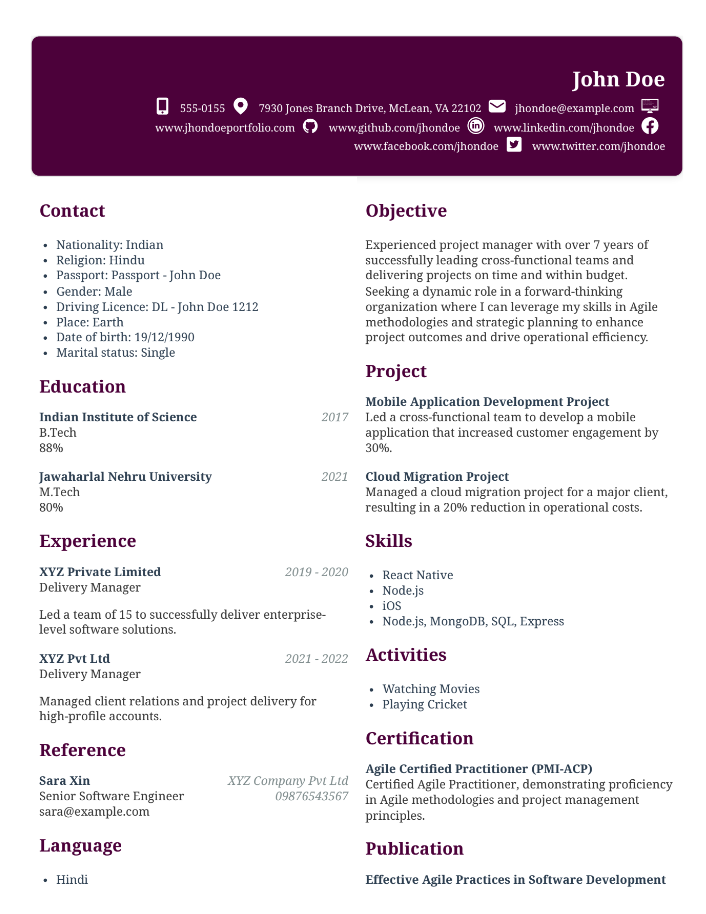 John Doe
555-0155 7930 Jones Branch Drive, McLean, VA 22102 jhondoe@example.com
www.jhondoeportfolio.com www.github.com/jhondoe www.linkedin.com/jhondoe
www.facebook.com/jhondoe www.twitter.com/jhondoe
Contact
• Nationality: Indian
• Religion: Hindu
• Passport: Passport - John Doe
• Gender: Male
• Driving Licence: DL - John Doe 1212
• Place: Earth
• Date of birth: 19/12/1990
• Marital status: Single
Education
Indian Institute of Science 2017
B.Tech
88%
Jawaharlal Nehru University 2021
M.Tech
80%
Experience
XYZ Private Limited 2019 - 2020
Delivery Manager
Led a team of 15 to successfully deliver enterprise-
level software solutions.
XYZ Pvt Ltd 2021 - 2022
Delivery Manager
Managed client relations and project delivery for
high-profile accounts.
Reference
Sara Xin XYZ Company Pvt Ltd
Senior Software Engineer 09876543567
sara@example.com
Language
• Hindi
Objective
Experienced project manager with over 7 years of
successfully leading cross-functional teams and
delivering projects on time and within budget.
Seeking a dynamic role in a forward-thinking
organization where I can leverage my skills in Agile
methodologies and strategic planning to enhance
project outcomes and drive operational efficiency.
Project
Mobile Application Development Project
Led a cross-functional team to develop a mobile
application that increased customer engagement by
30%.
Cloud Migration Project
Managed a cloud migration project for a major client,
resulting in a 20% reduction in operational costs.
Skills
• React Native
• Node.js
• iOS
• Node.js, MongoDB, SQL, Express
Activities
• Watching Movies
• Playing Cricket
Certification
Agile Certified Practitioner (PMI-ACP)
Certified Agile Practitioner, demonstrating proficiency
in Agile methodologies and project management
principles.
Publication
Effective Agile Practices in Software Development